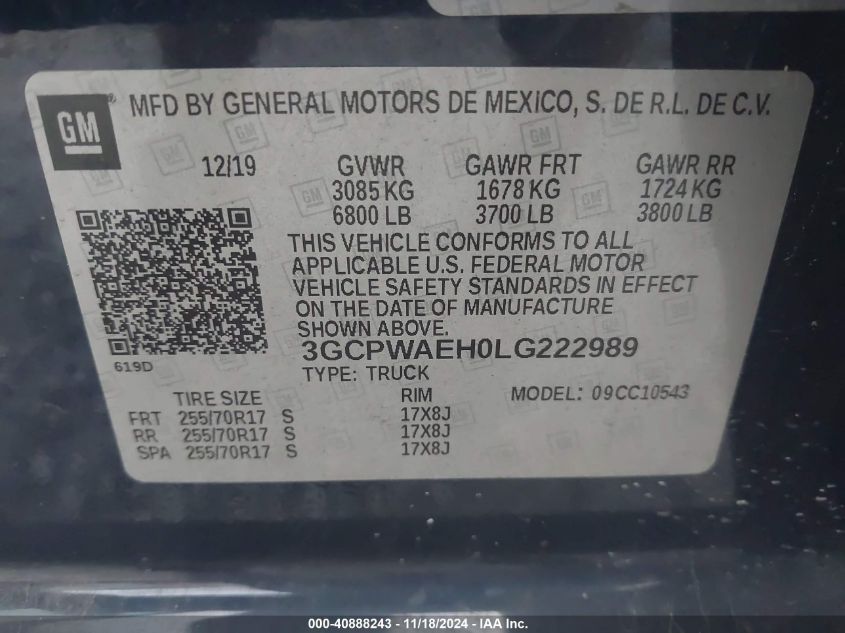 GM
MFD BY GENERAL MOTORS DE MEXICO, S. DE R.L. DE C.V.
12/19 GVWR GAWR FRT GAWR RR
3085 KG 1678 KG 1724 KG
6800 LB 3700 LB 3800 LB
THIS VEHICLE CONFORMS TO ALL
APPLICABLE U.S. FEDERAL MOTOR
VEHICLE SAFETY STANDARDS IN EFFECT
ON THE DATE OF MANUFACTURE
SHOWN ABOVE.
3GCPWAEH0LG222989
619D
TYPE: TRUCK
TIRE SIZE RIM MODEL: 09CC10543
FRT 255/70R17 S 17X8J
RR 255/70R17 S 17X8J
SPA 255/70R17 S 17X8J
000-40888243 - 11/18/2024 - IAA Inc.